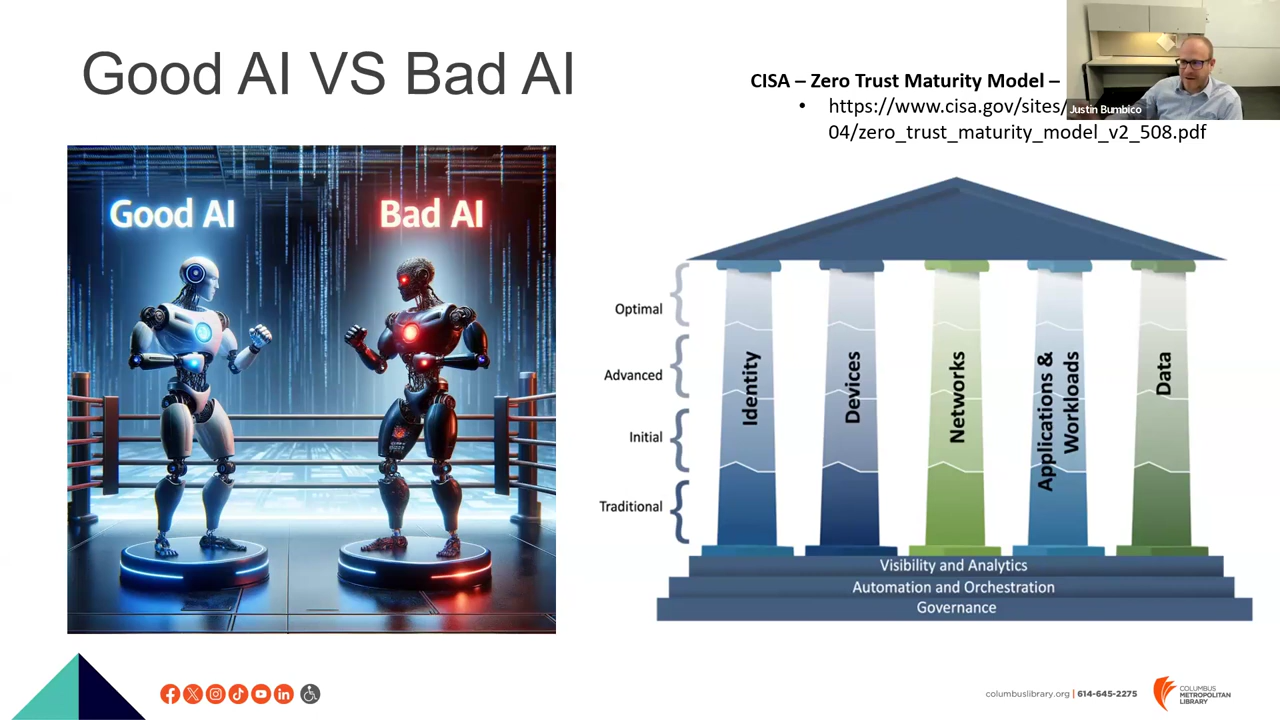 Good AI VS Bad AI
CISA – Zero Trust Maturity Model –
• https://www.cisa.gov/sites/
04/zero_trust_maturity_model_v2_508.pdf
Justin Bumbico
Good AI
Bad AI
Optimal
Advanced
Initial
Traditional
Identity
Devices
Networks
Applications &
Workloads
Data
Visibility and Analytics
Automation and Orchestration
Governance
columbuslibrary.org | 614-645-2275
COLUMBUS
METROPOLITAN
LIBRARY